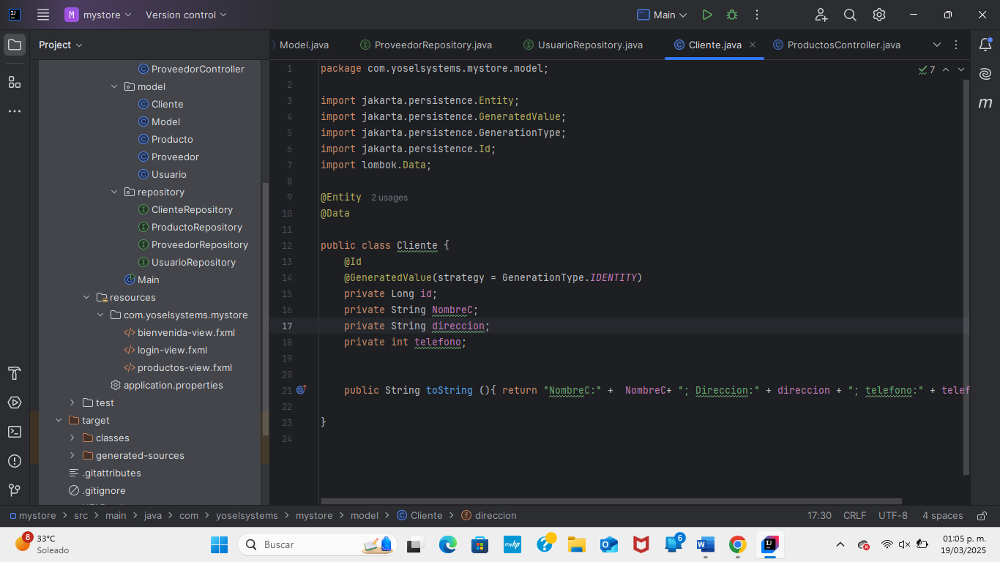 M mystore Version control Main
Project
Model.java ProveedorRepository.java UsuarioRepository.java Cliente.java ProductosController.java
ProveedorController
model
Cliente
Model
Producto
Proveedor
Usuario
repository
ClienteRepository
ProductoRepository
ProveedorRepository
UsuarioRepository
Main
resources
com.yoselsystems.mystore
bienvenida-view.fxml
login-view.fxml
productos-view.fxml
application.properties
test
target
classes
generated-sources
.gitattributes
.gitignore
7
1 package com.yoselsystems.mystore.model;
2
3 import jakarta.persistence.Entity;
4 import jakarta.persistence.GeneratedValue;
5 import jakarta.persistence.GenerationType;
6 import jakarta.persistence.Id;
7 import lombok.Data;
8
9 @Entity 2 usages
10 @Data
11
12 public class Cliente {
13 @Id
14 @GeneratedValue(strategy = GenerationType.IDENTITY)
15 private Long id;
16 private String NombreC;
17 private String direccion;
18 private int telefono;
19
20
21 public String toString (){ return "NombreC:" + NombreC+ "; Direccion:" + direccion + "; telefono:" + telef
22
23 }
24
mystore > src > main > java > com > yoselsystems > mystore > model > Cliente > direccion
17:30 CRLF UTF-8 4 spaces
8 33°C
Soleado
Buscar
6
01:05 p. m.
19/03/2025